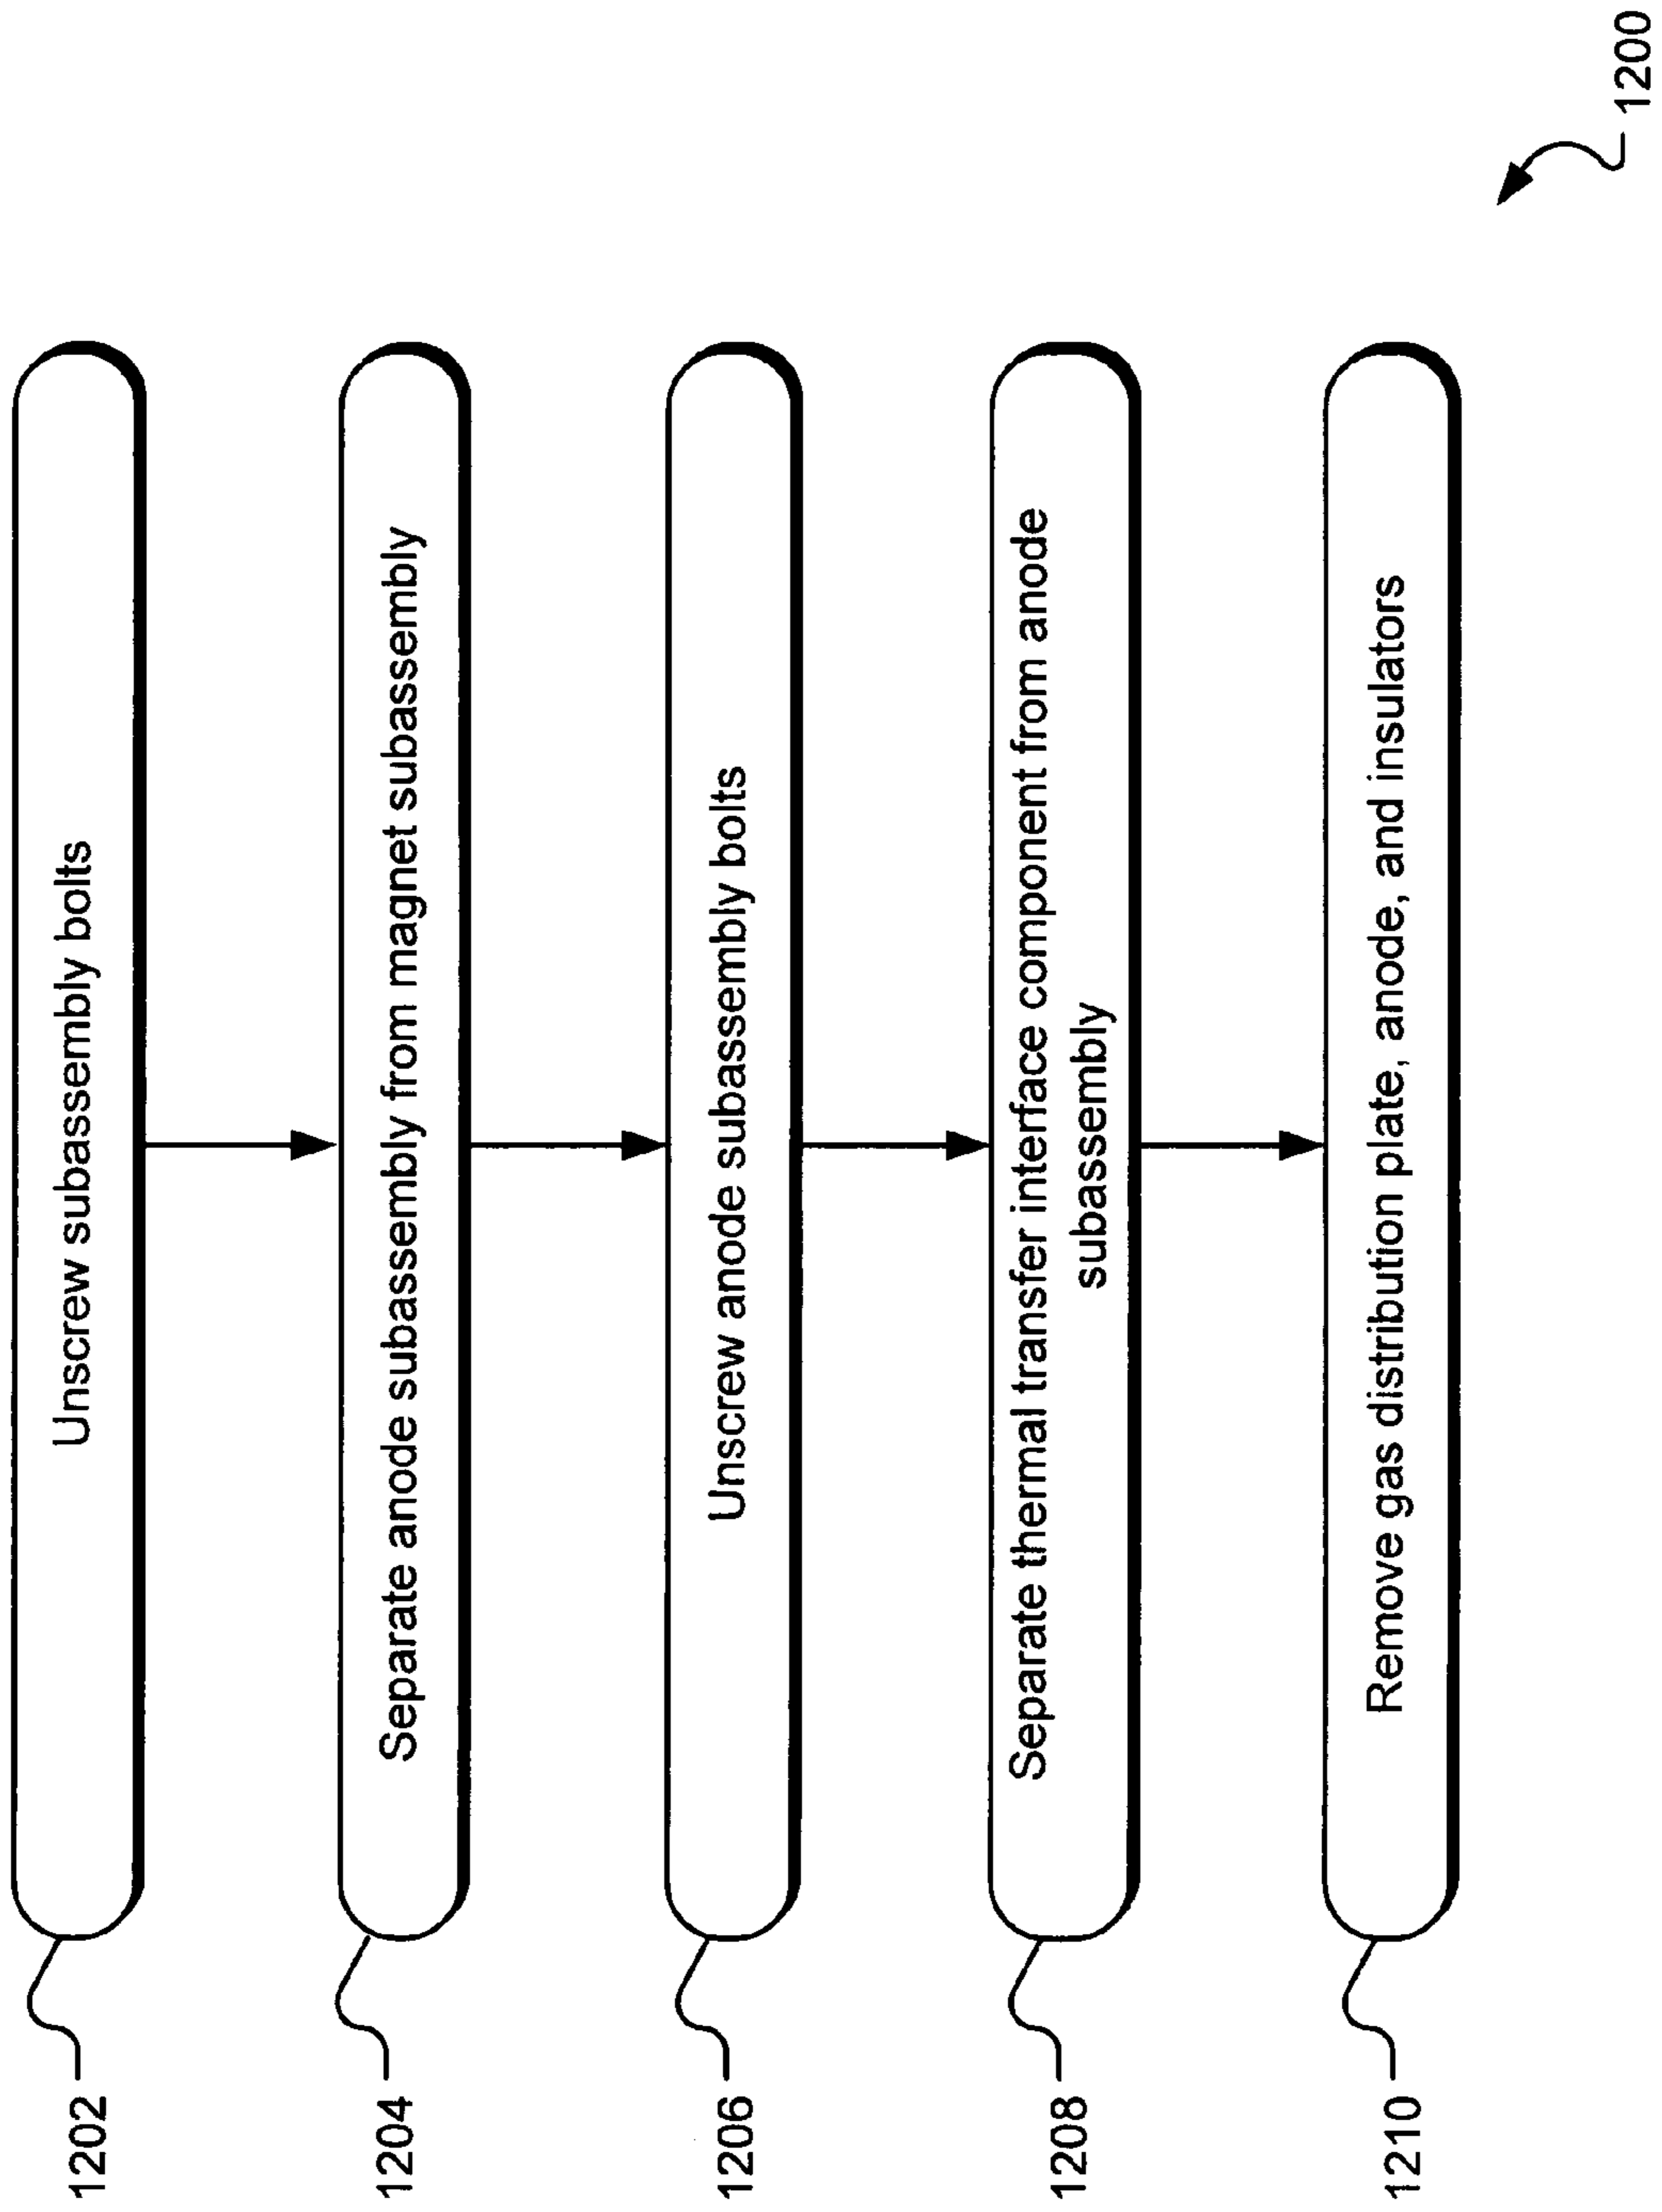 1202
Unscrew subassembly bolts
1204
Separate anode subassembly from magnet subassembly
1206
Unscrew anode subassembly bolts
1208
Separate thermal transfer interface component from anode
subassembly
1210
Remove gas distribution plate, anode, and insulators
1200